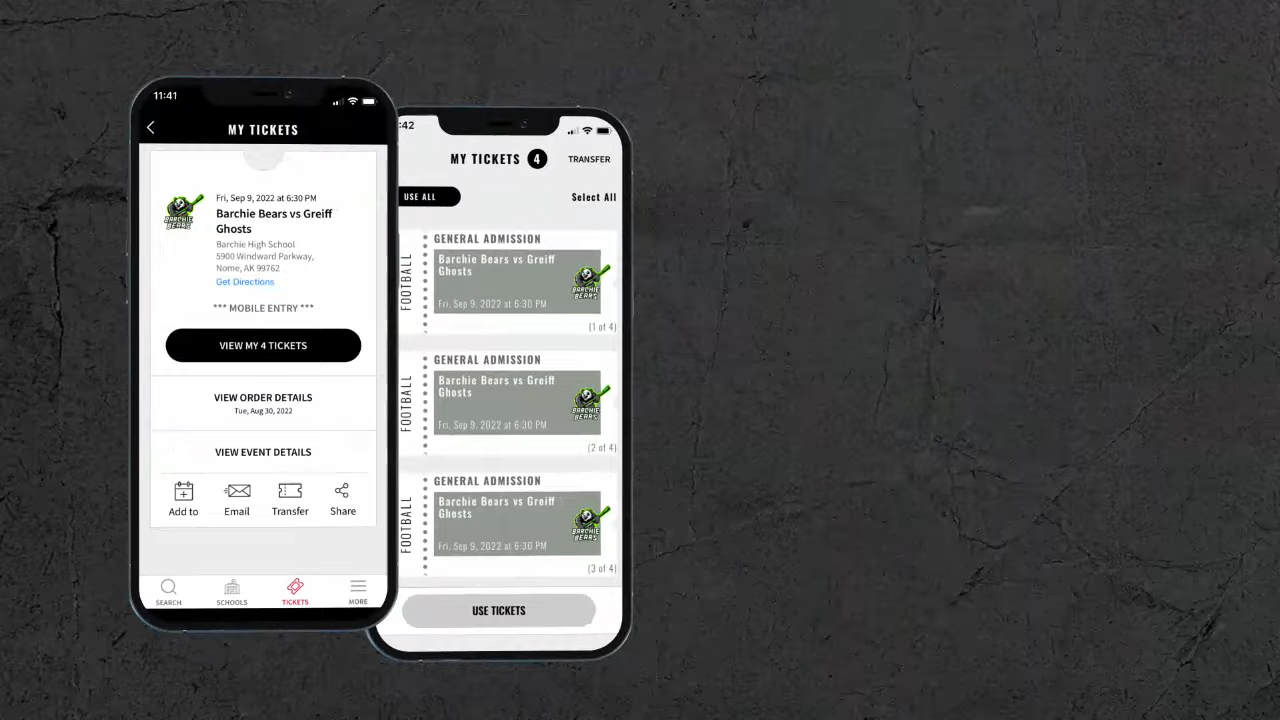 11:41
MY TICKETS
Fri, Sep 9, 2022 at 6:30 PM
Barchie Bears vs Greiff
Ghosts
Barchie High School
5900 Windward Parkway,
Nome, AK 99762
Get Directions
*** MOBILE ENTRY ***
VIEW MY 4 TICKETS
VIEW ORDER DETAILS
Tue, Aug 30, 2022
VIEW EVENT DETAILS
Add to Email Transfer Share
SEARCH SCHOOLS TICKETS MORE
BARCHIE
BEARS
:42
MY TICKETS 4 TRANSFER
USE ALL Select All
FOOTBALL
GENERAL ADMISSION
Barchie Bears vs Greiff
Ghosts
Fri, Sep 9, 2022 at 6:30 PM
BARCHIE
BEARS
(1 of 4)
FOOTBALL
GENERAL ADMISSION
Barchie Bears vs Greiff
Ghosts
Fri, Sep 9, 2022 at 6:30 PM
BARCHIE
BEARS
(2 of 4)
FOOTBALL
GENERAL ADMISSION
Barchie Bears vs Greiff
Ghosts
Fri, Sep 9, 2022 at 6:30 PM
BARCHIE
BEARS
(3 of 4)
USE TICKETS